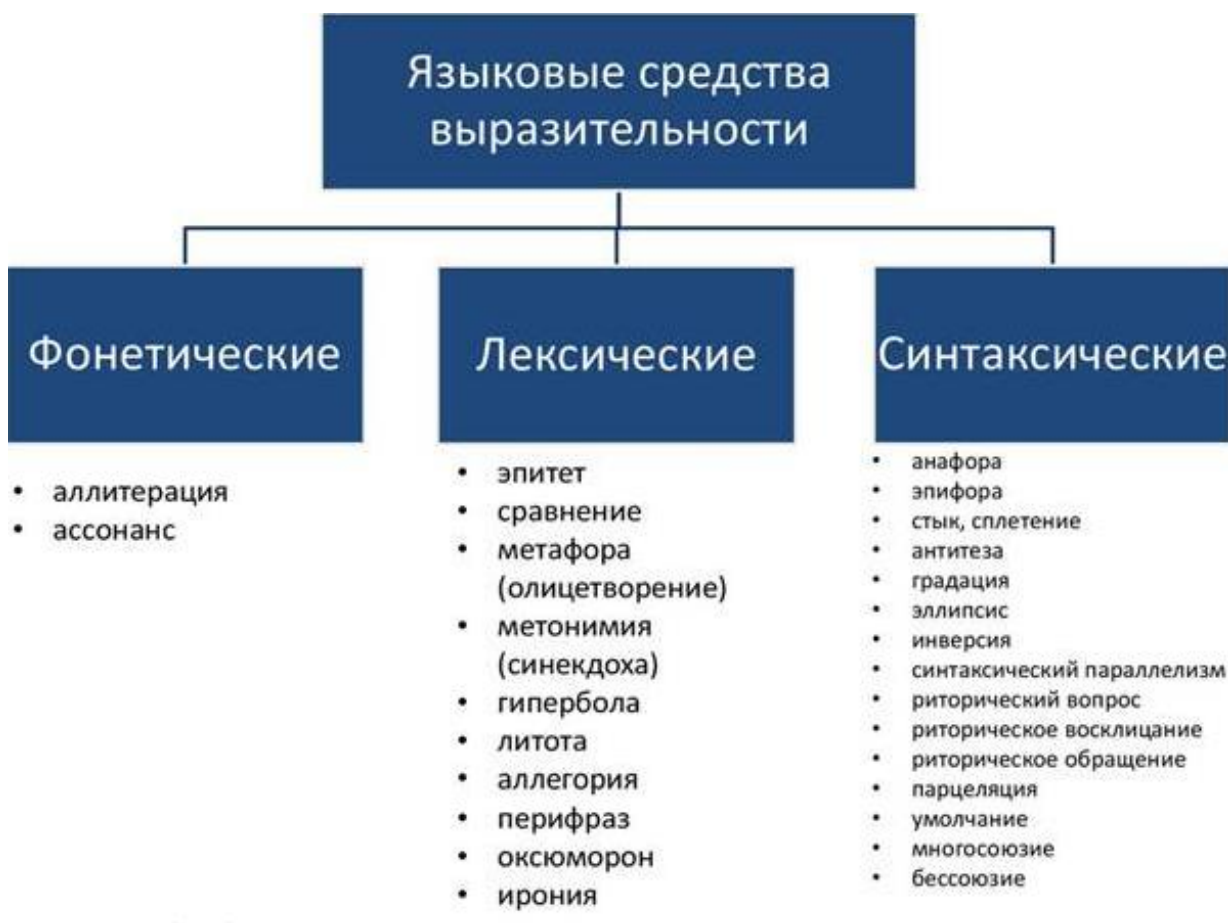 Языковые средства
выразительности
Фонетические
• аллитерация
• ассонанс
Лексические
• эпитет
• сравнение
• метафора
(олицетворение)
• метонимия
(синекдоха)
• гипербола
• литота
• аллегория
• перифраз
• оксюморон
• ирония
Синтаксические
• анафора
• эпифора
• стык, сплетение
• антитеза
• градация
• эллипсис
• инверсия
• синтаксический параллелизм
• риторический вопрос
• риторическое восклицание
• риторическое обращение
• парцеляция
• умолчание
• многосоюзие
• бессоюзие